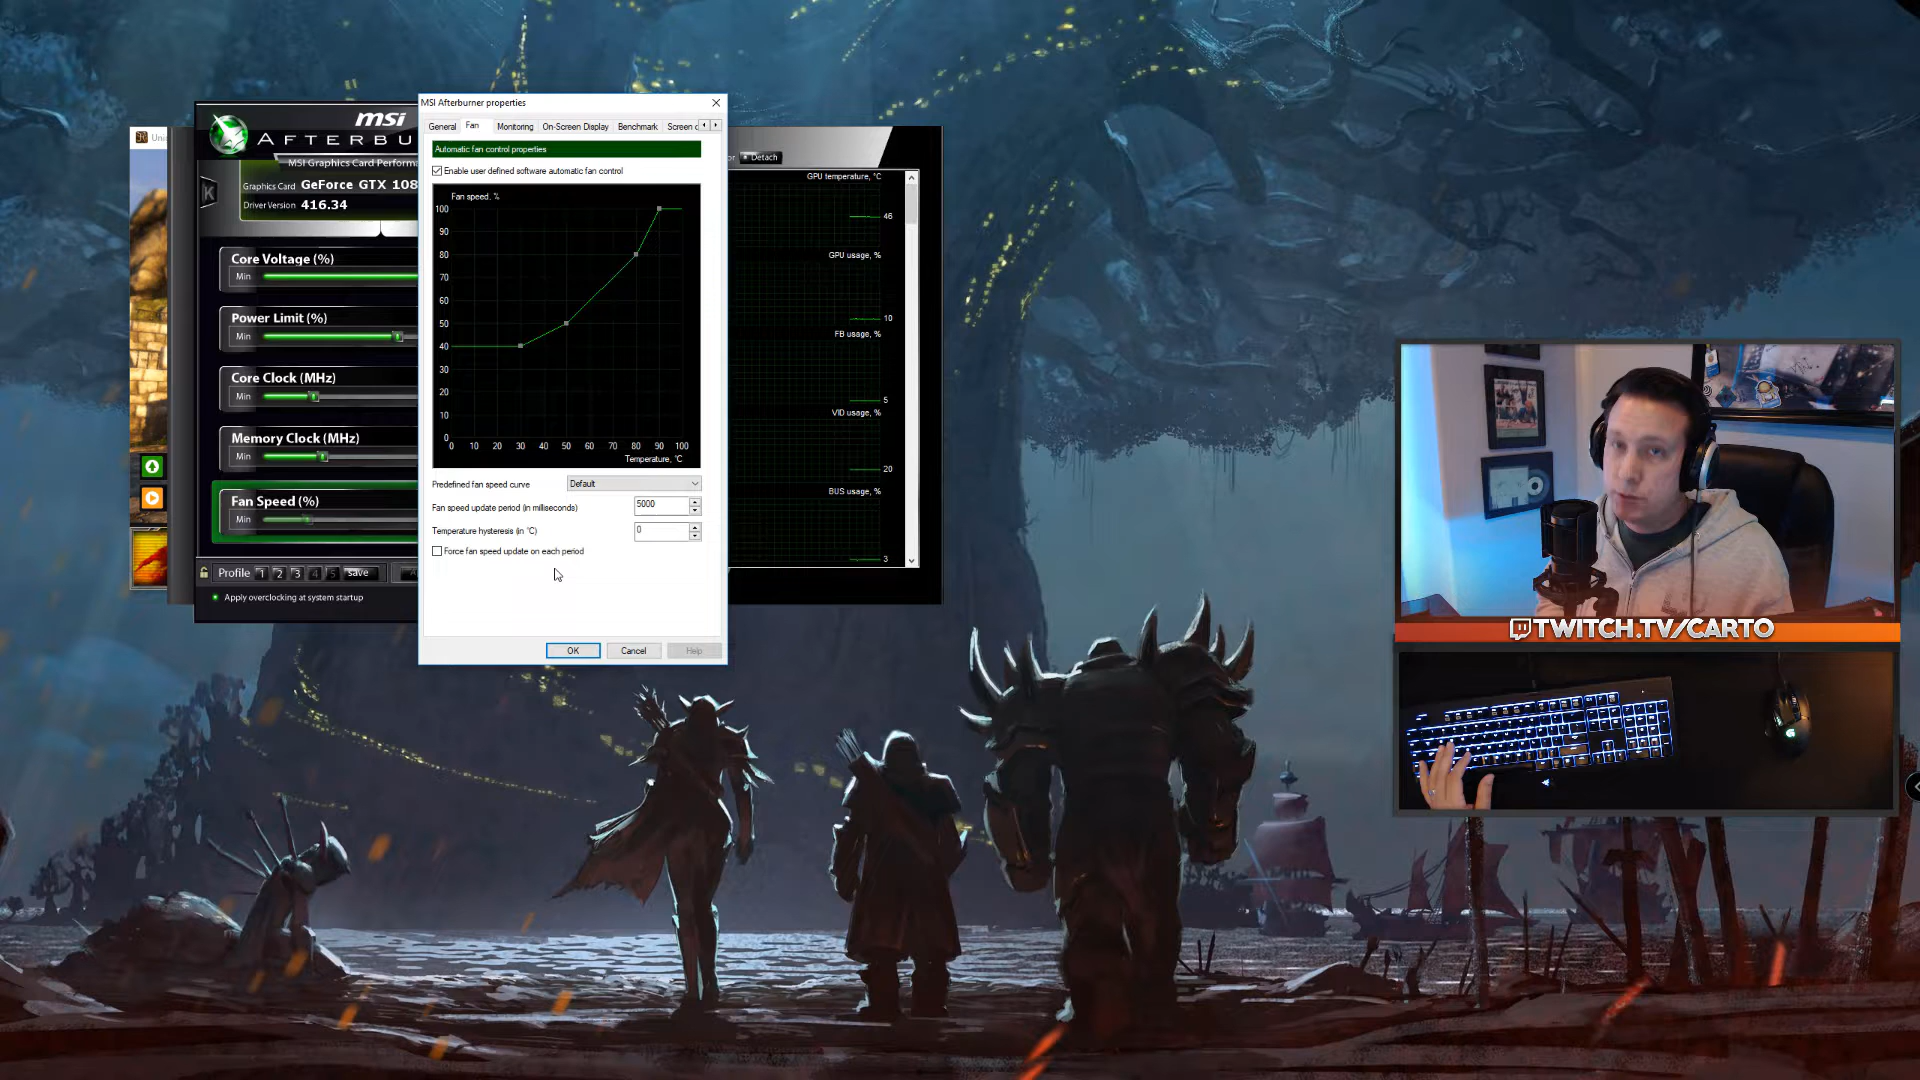 MSI Afterburner properties
General Fan Monitoring On-Screen Display Benchmark Screen c
Automatic fan control properties
Enable user defined software automatic fan control
Fan speed, %
100
90
80
70
60
50
40
30
20
10
0
0 10 20 30 40 50 60 70 80 90 100
Temperature, °C
Predefined fan speed curve Default
Fan speed update period (in milliseconds) 5000
Temperature hysteresis (in °C) 0
Force fan speed update on each period
OK Cancel Help
msi
AFTERBU
MSI Graphics Card Perform
K
Graphics Card GeForce GTX 108
Driver Version 416.34
Core Voltage (%)
Min
Power Limit (%)
Min
Core Clock (MHz)
Min
Memory Clock (MHz)
Min
Fan Speed (%)
Min
Profile 1 2 3 4 5 save
Apply overclocking at system startup
or Detach
GPU temperature, °C
46
GPU usage, %
10
FB usage, %
5
VID usage, %
20
BUS usage, %
3
TWITCH.TV/CARTO